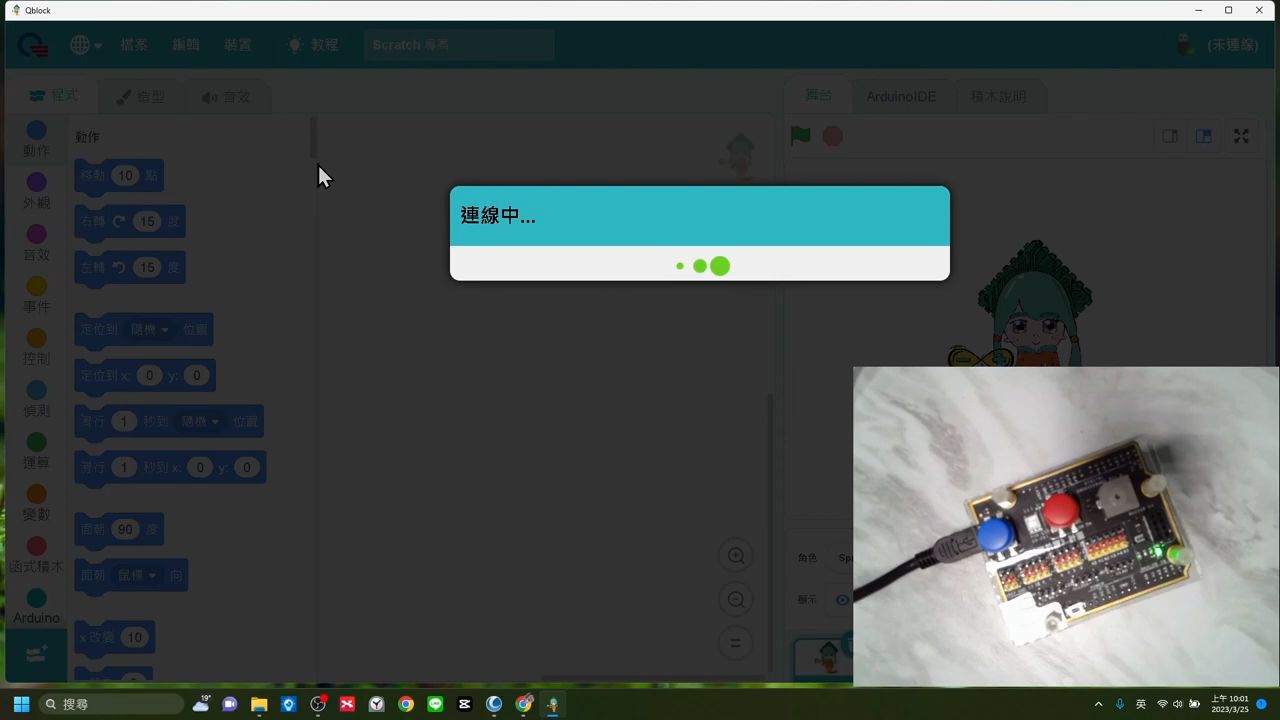 Qblock
檔案 編輯 裝置 教程 Scratch 專案 (未連線)
程式 造型 音效 舞台 ArduinoIDE 積木說明
動作
外觀
音效
事件
控制
偵測
運算
變數
函式積木
Arduino
動作
移動 10 點
右轉 15 度
左轉 15 度
定位到 隨機 位置
定位到 x: 0 y: 0
滑行 1 秒到 隨機 位置
滑行 1 秒到 x: 0 y: 0
面朝 90 度
面朝 鼠標 向
x 改變 10
連線中...
角色 Sp
顯示
19°
搜尋
英
上午 10:01
2023/3/25